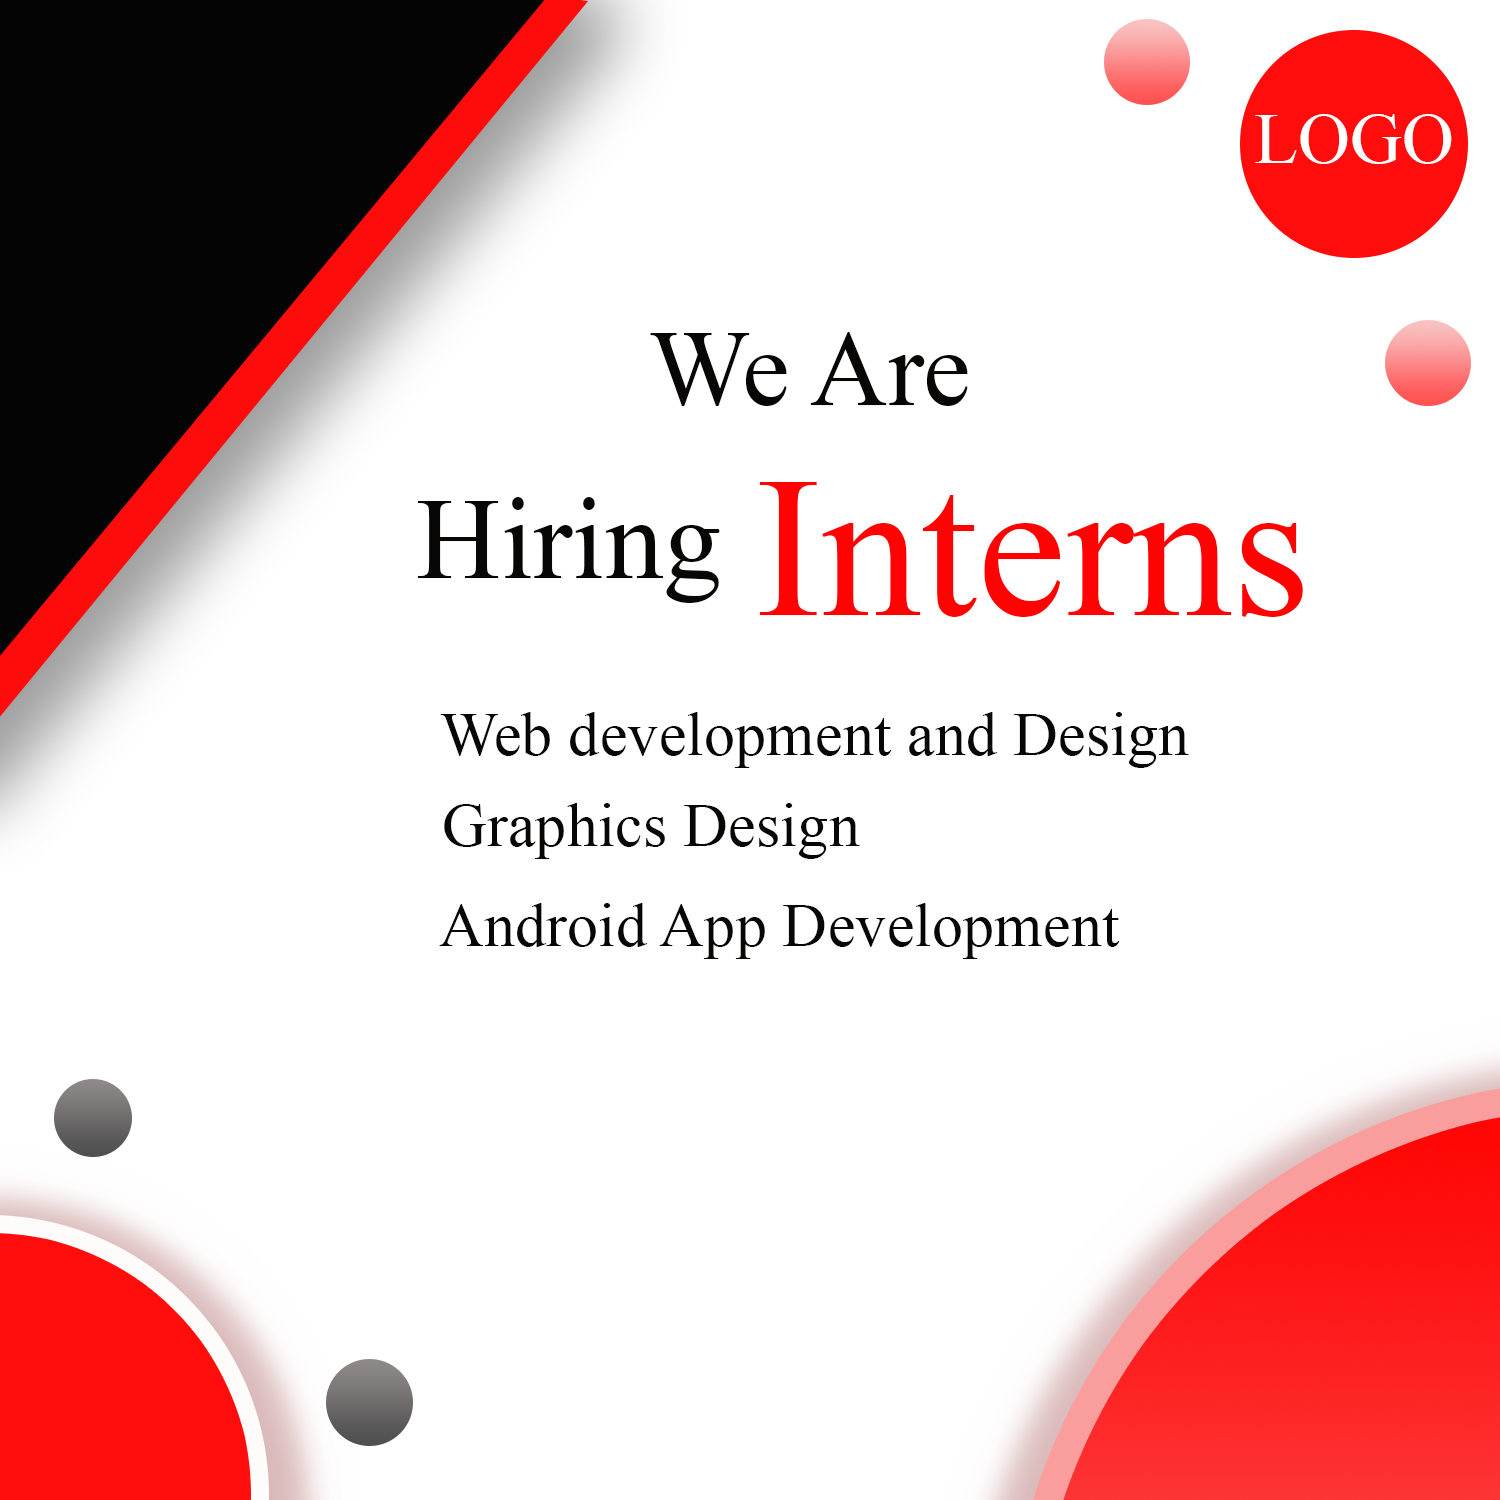 LOGO
We Are
Hiring Interns
Web development and Design
Graphics Design
Android App Development